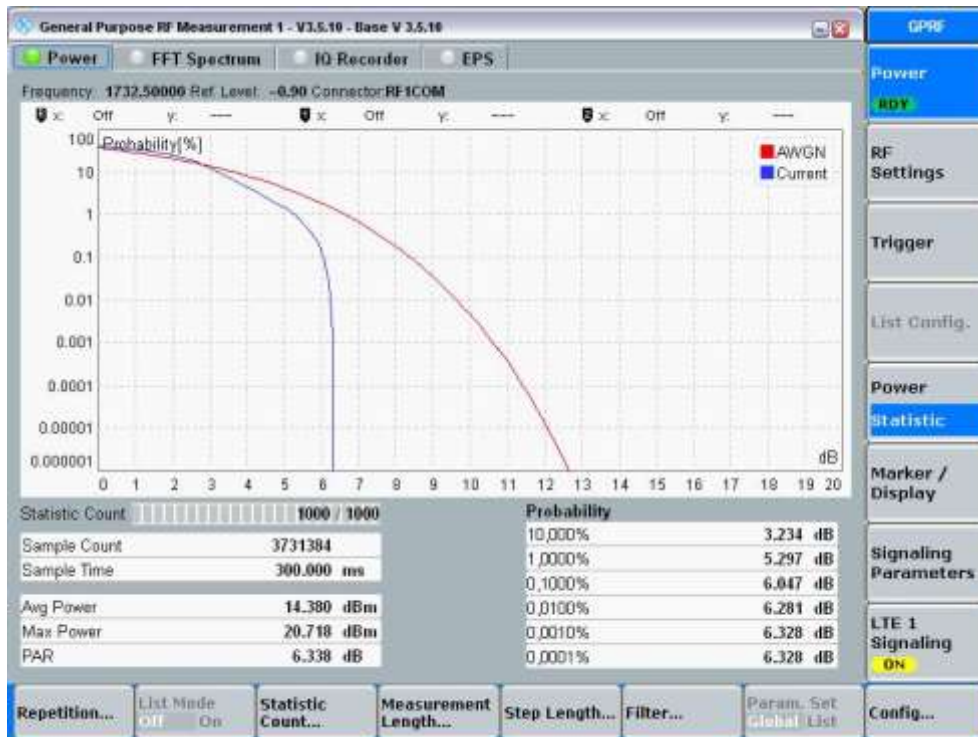 General Purpose RF Measurement 1 - V3.5.10 - Base V 3.5.10
GPRF
Power FFT Spectrum IQ Recorder EPS
Frequency: 1732.50000 Ref. Level: -0.90 Connector:RF1COM
x: Off y: --- x: Off y: --- x: Off y: ---
Probability[%]
AWGN
Current
100
10
1
0.1
0.01
0.001
0.0001
0.00001
0.000001
dB
0 1 2 3 4 5 6 7 8 9 10 11 12 13 14 15 16 17 18 19 20
Statistic Count 1000 / 1000
Sample Count 3731384
Sample Time 300.000 ms
Avg Power 14.380 dBm
Max Power 20.718 dBm
PAR 6.338 dB
Probability
10,000% 3.234 dB
1,0000% 5.297 dB
0,1000% 6.047 dB
0,0100% 6.281 dB
0,0010% 6.328 dB
0,0001% 6.328 dB
Power
RDY
RF
Settings
Trigger
List Config.
Power
Statistic
Marker /
Display
Signaling
Parameters
LTE 1
Signaling
ON
Repetition...
List Mode
Off On
Statistic
Count...
Measurement
Length...
Step Length...
Filter...
Param. Set
Global List
Config...